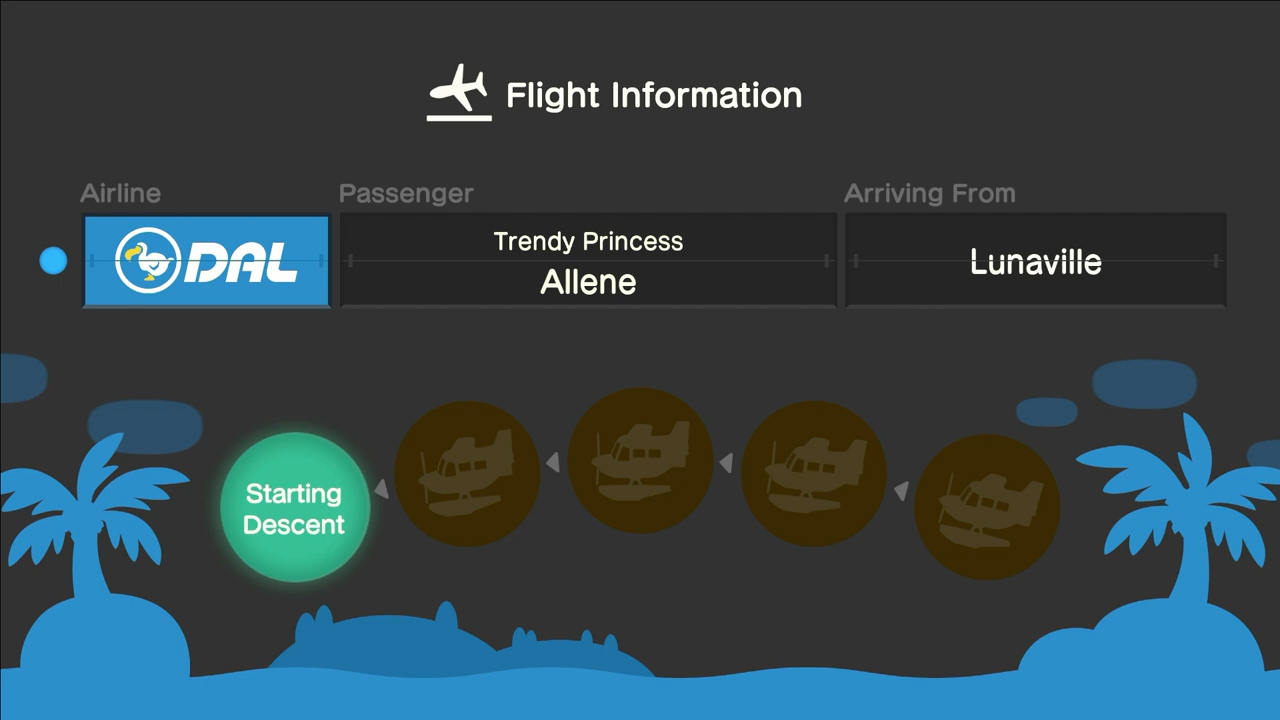 Flight Information
Airline
Passenger
Arriving From
DAL
Trendy Princess
Allene
Lunaville
Starting
Descent